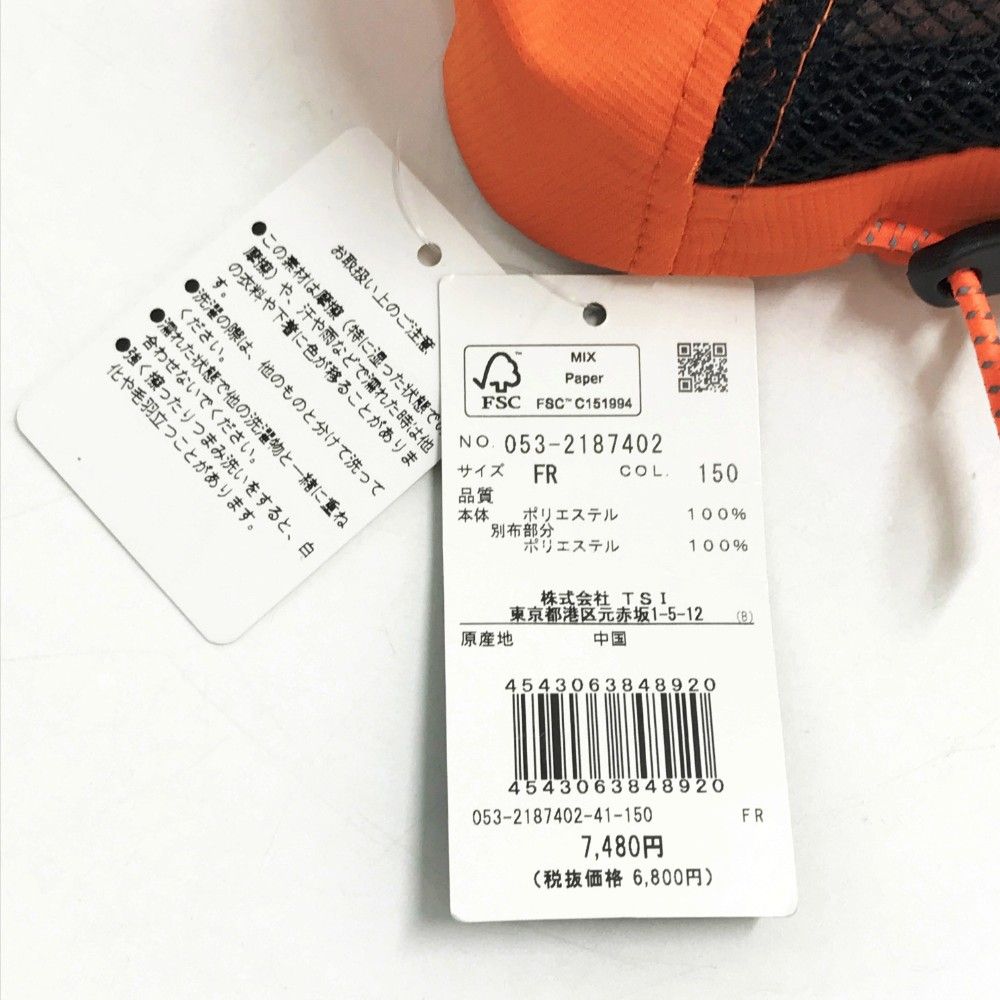 お取扱い上のご注意
●この素材は摩擦（特に湿った状態での
摩擦）や、汗や雨などで濡れた時は他
の衣料や下着に色が移ることがありま
す。
●洗濯の際は、他のものと分けて洗って
ください。
●濡れた状態で他の洗濯物と一緒に重ね
合わせないでください。
●強く擦ったりつまみ洗いをすると、白
化や毛羽立つことがあります。
FSC™
MIX
Paper
FSC™ C151994
NO. 053-2187402
サイズ FR COL. 150
品質
本体 ポリエステル 100%
別布部分
ポリエステル 100%
株式会社 TSI
東京都港区元赤坂1-5-12 (B)
原産地 中国
4543063848920
4543063848920
053-2187402-41-150 FR
7,480円
(税抜価格 6,800円)